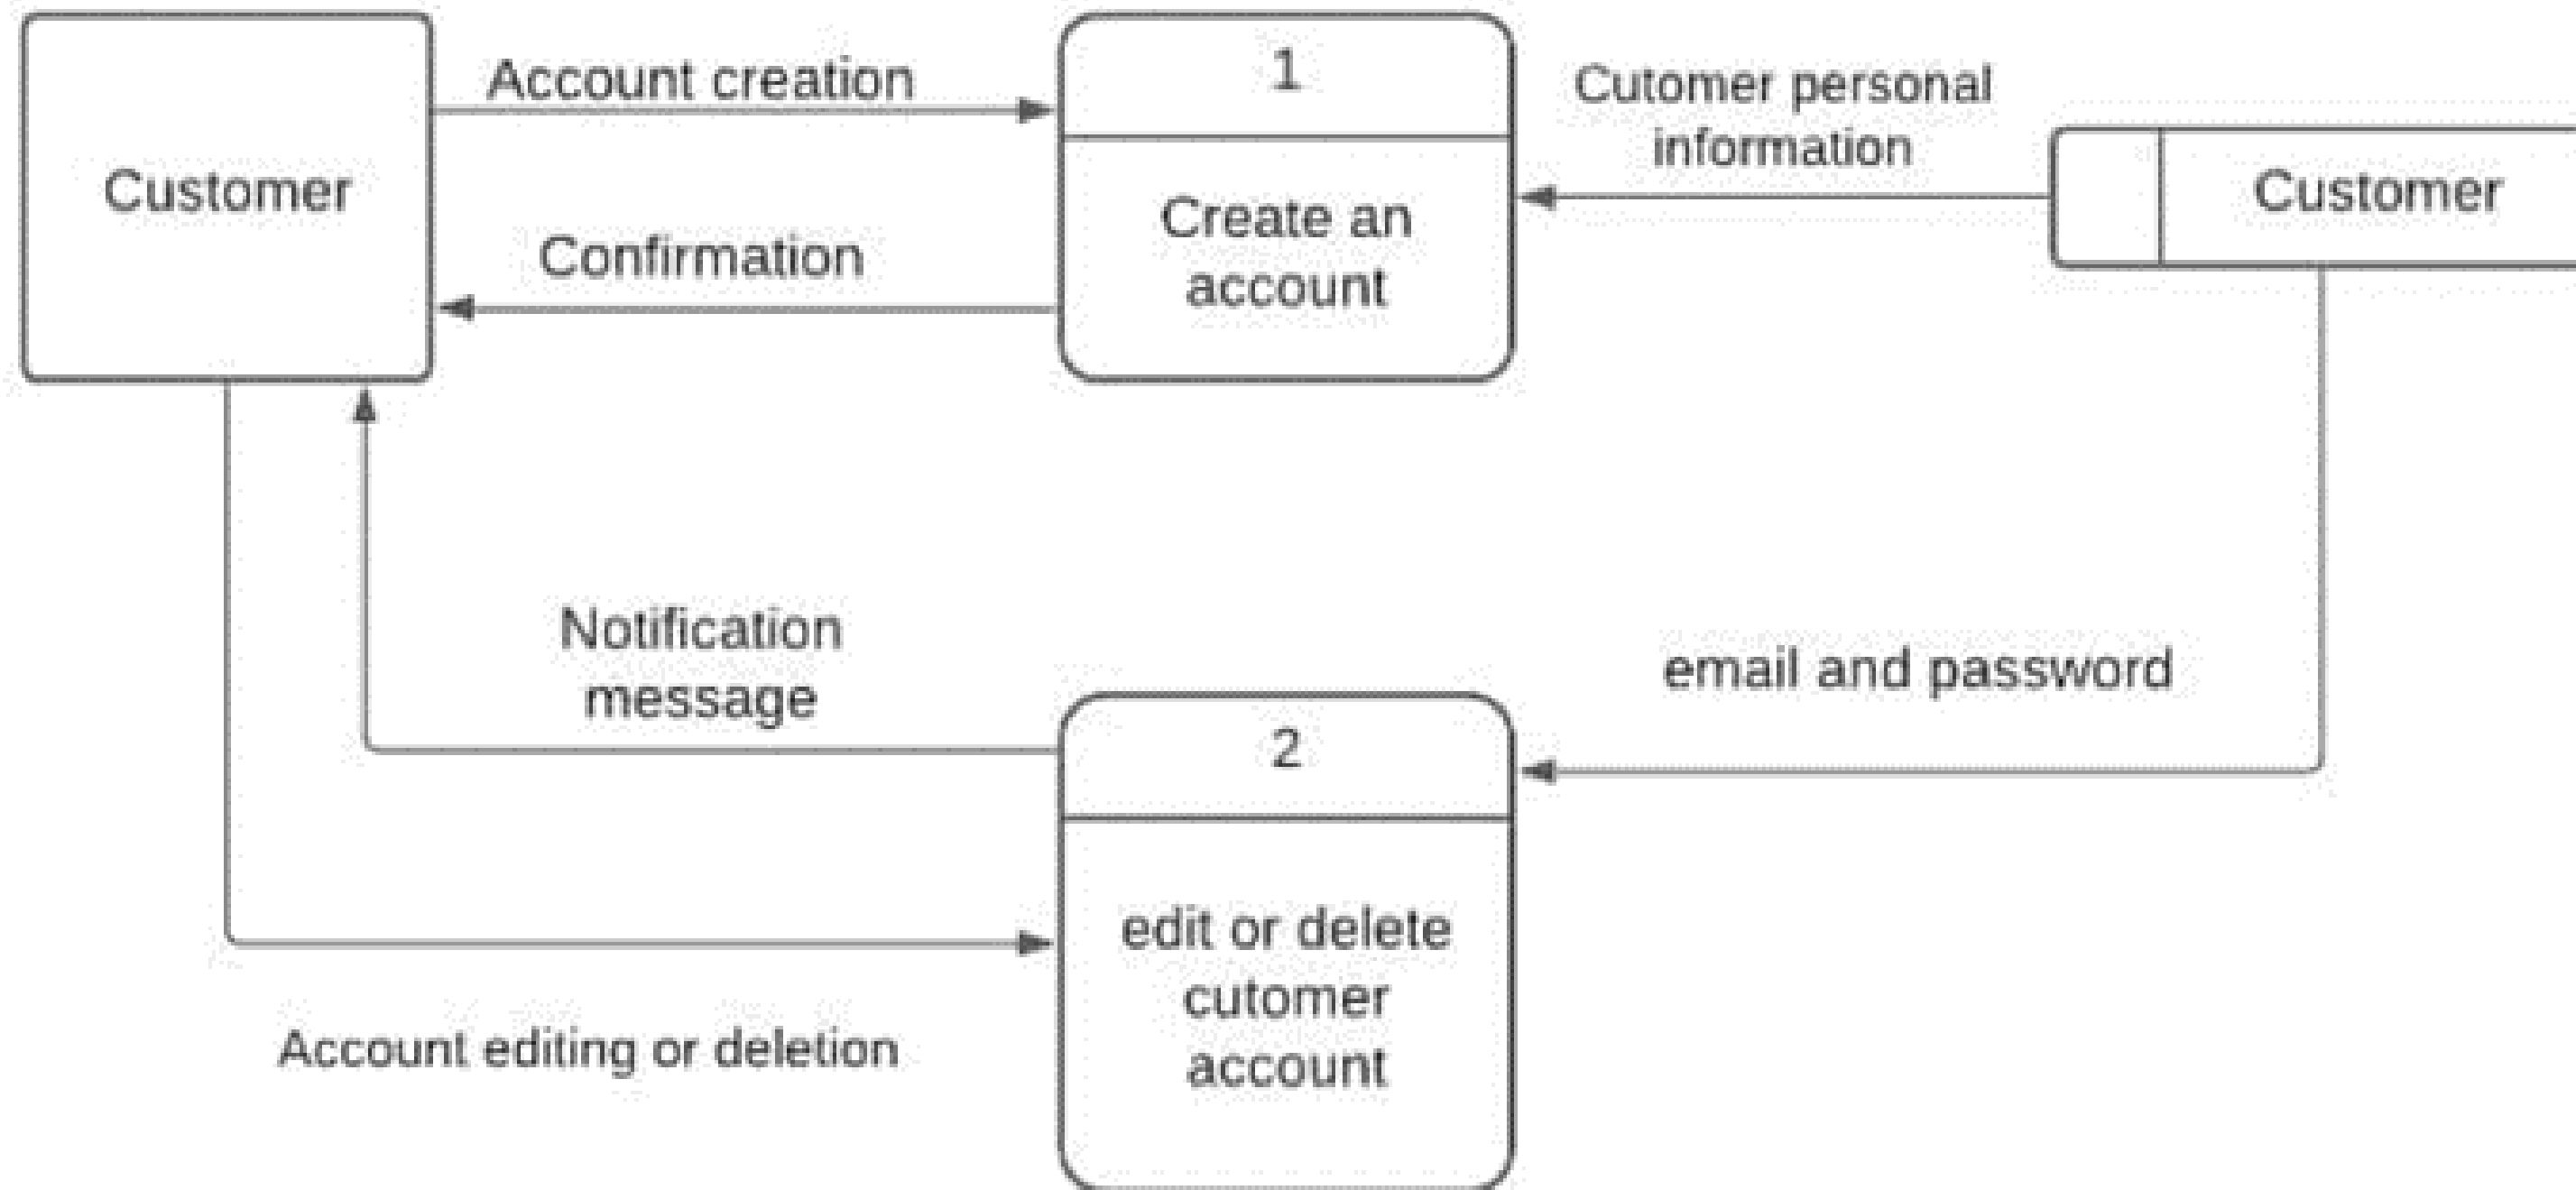 Customer
Account creation
Confirmation
1
Create an
account
Cutomer personal
information
Customer
Notification
message
email and password
2
edit or delete
cutomer
account
Account editing or deletion